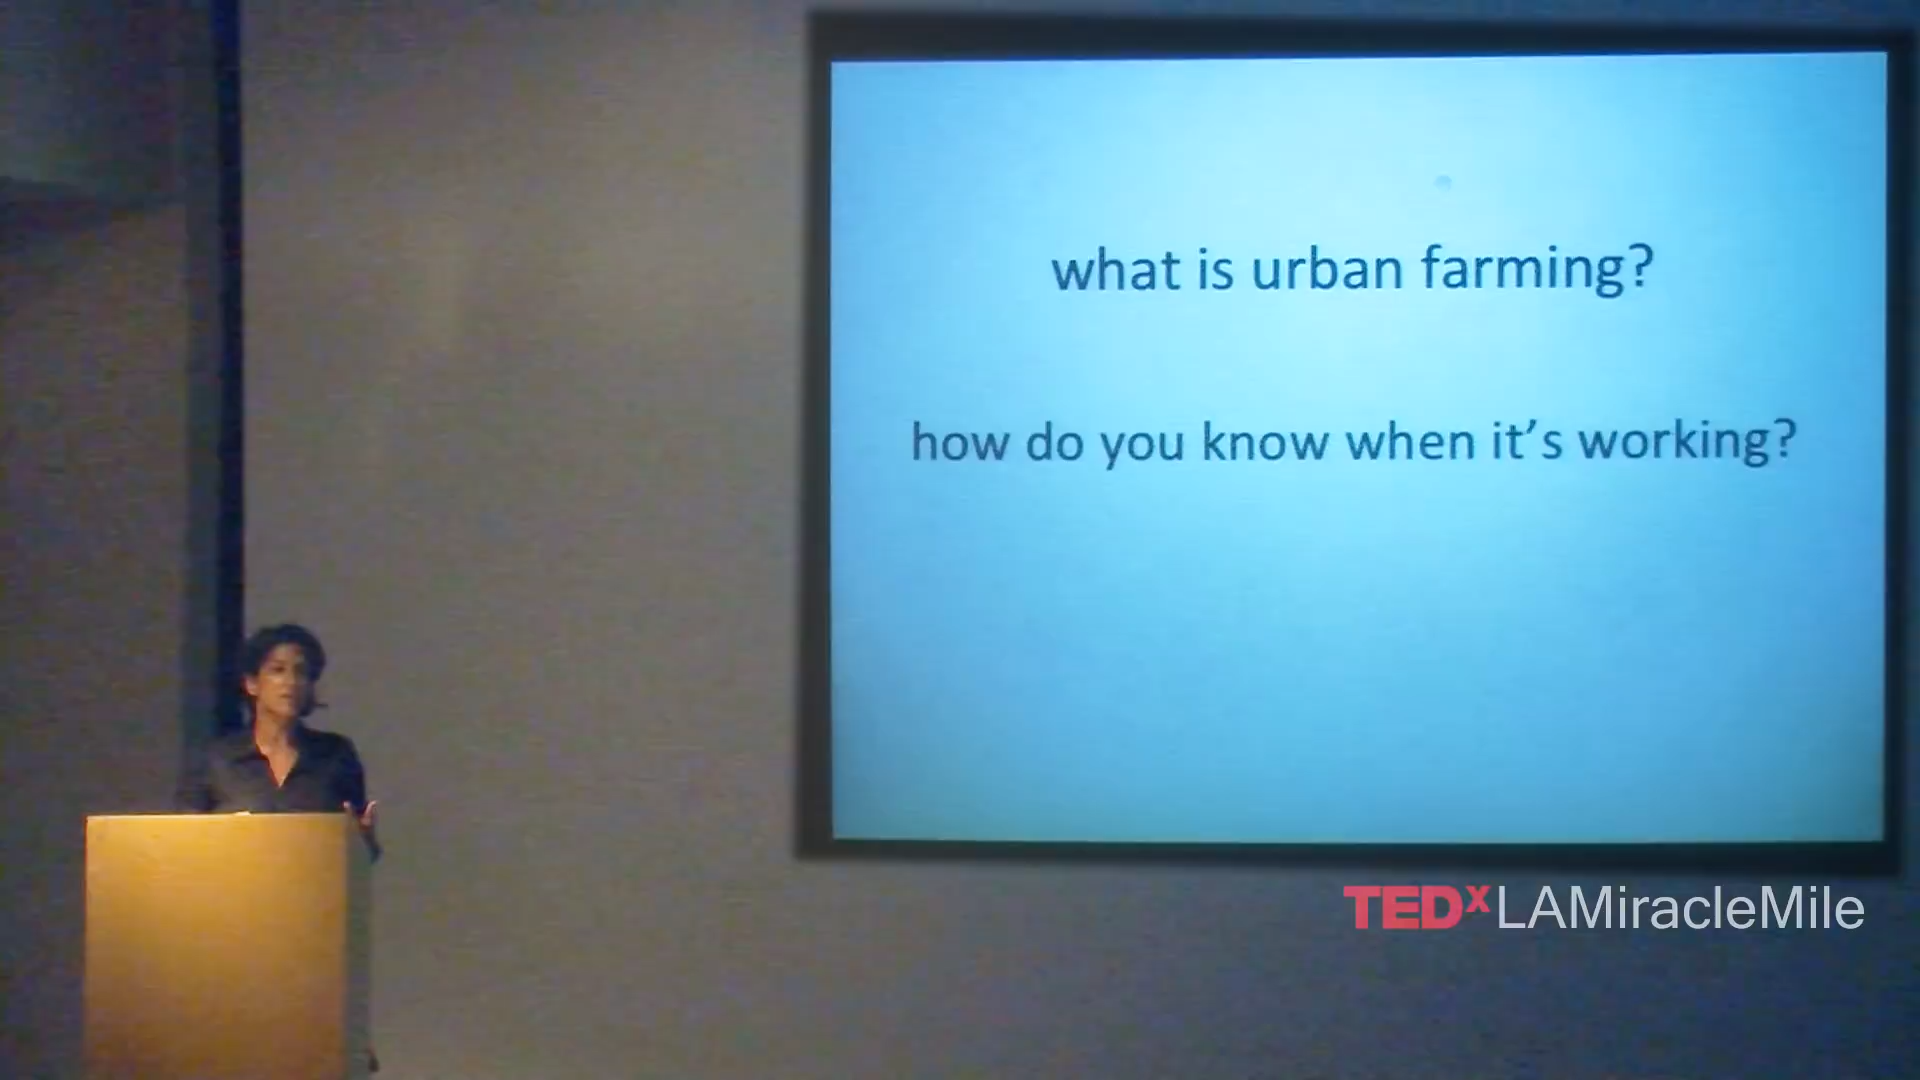 what is urban farming?
how do you know when it’s working?
TEDxLAMiracleMile